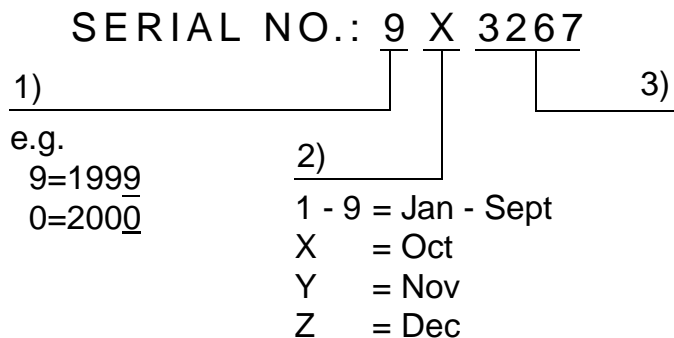 SERIAL NO.: 9 X 3267
1)
3)
e.g.
9=1999
0=2000
2)
1 - 9 = Jan - Sept
X = Oct
Y = Nov
Z = Dec